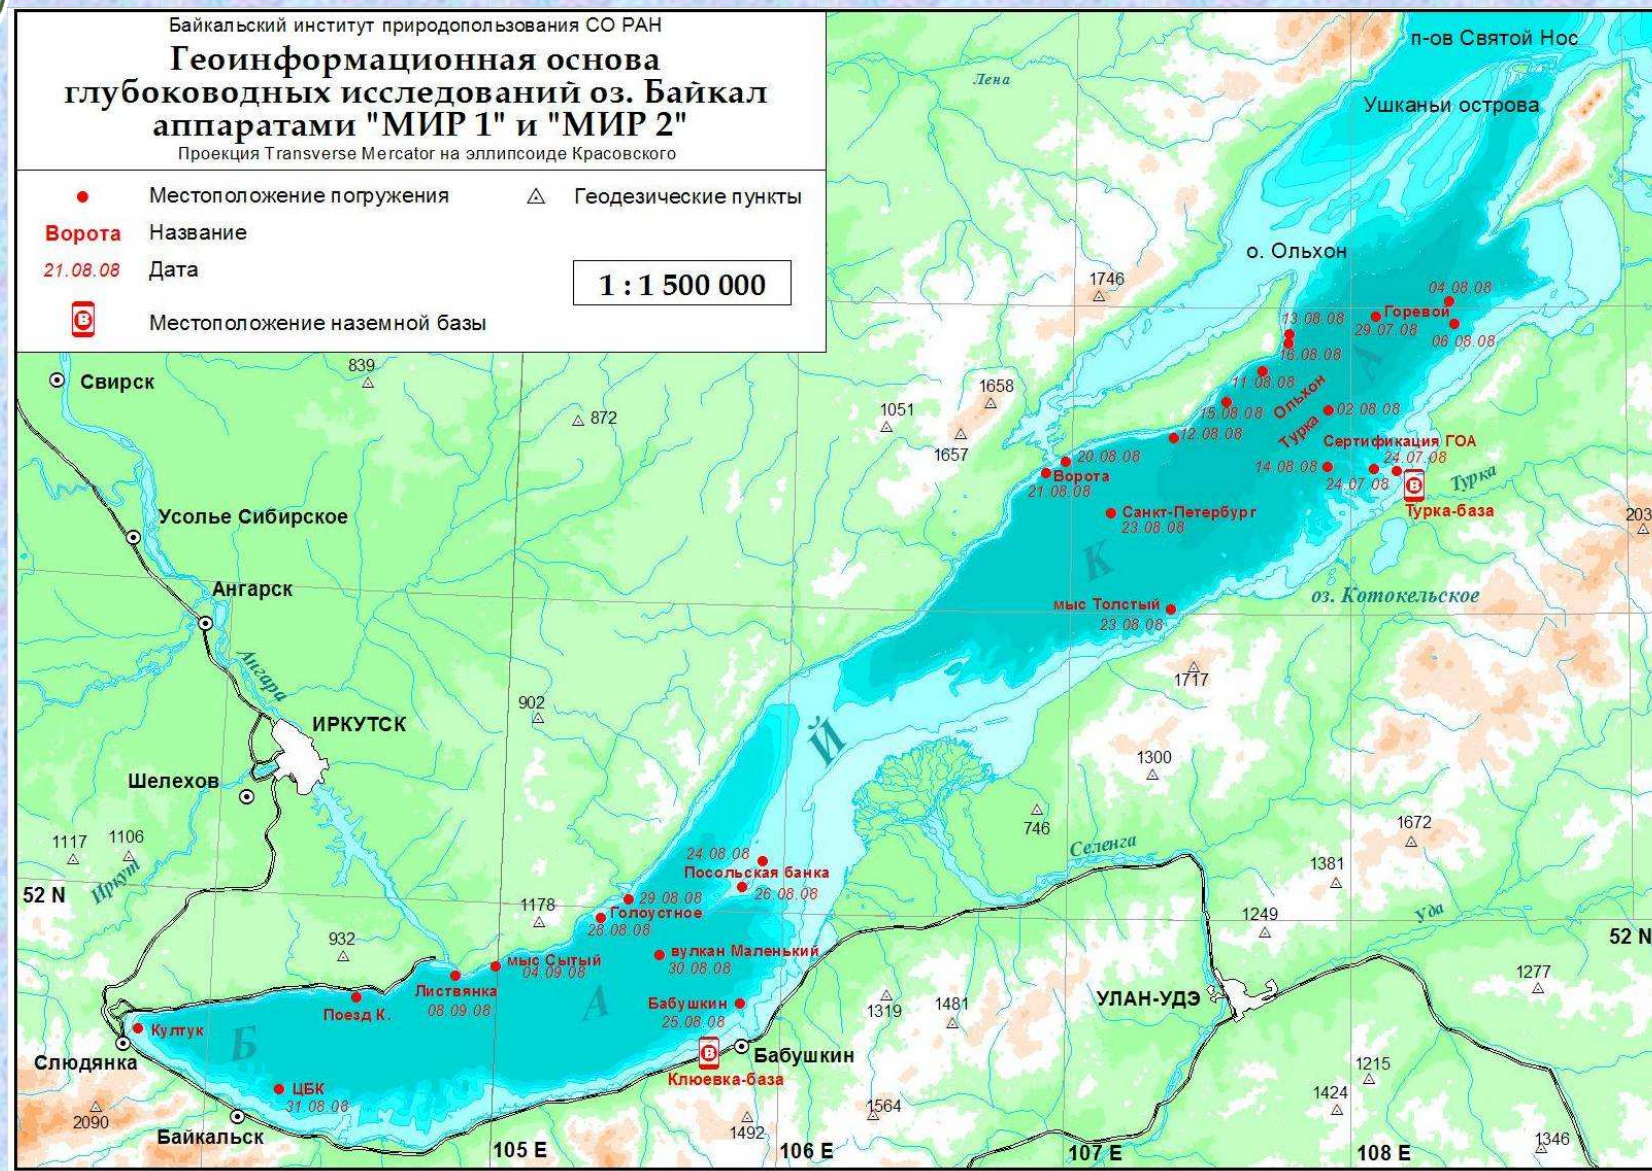 Байкальский институт природопользования СО РАН
Геоинформационная основа
глубоководных исследований оз. Байкал
аппаратами "МИР 1" и "МИР 2"
Проекция Transverse Mercator на эллипсоиде Красовского
Местоположение погружения
Геодезические пункты
Ворота Название
21.08.08 Дата
1 : 1 500 000
В Местоположение наземной базы
п-ов Святой Нос
Лена
Ушканьи острова
о. Ольхон
1746
04.08.08
Горевой
29.07.08
06 08.08
13.08.08
16.08.08
839
Свирск
11.08.08
1658
Ольхон
872
1051
15.08.08
02.08.08
Турка
12.08.08
1657
Сертификация ГОА
24.07.08
20.08.08
14.08.08
24.07 08
Ворота
21.08.08
Турка
В
Турка-база
Санкт-Петербург
23.08.08
203
Усолье Сибирское
К
А
Ангарск
мыс Толстый
23.08 08
оз. Котокельское
Ангара
1717
902
ИРКУТСК
Й
1300
Шелехов
746
1672
1117
1106
Иркут
Селенга
1381
24.08.08
Посольская банка
26.08.08
52 N
29.08.08
Голоустное
28.08.08
1178
1249
Уда
52 N
932
вулкан Маленький
30.08.08
мыс Сытый
04.09.08
1277
Листвянка
08.09.08
Бабушкин
25.08.08
1319
1481
УЛАН-УДЭ
Поезд К.
А
Култук
Б
Слюдянка
В
Бабушкин
Клюевка-база
1215
ЦБК
31.08.08
1424
2090
1564
Байкальск
1492
1346
105 E
106 E
107 E
108 E